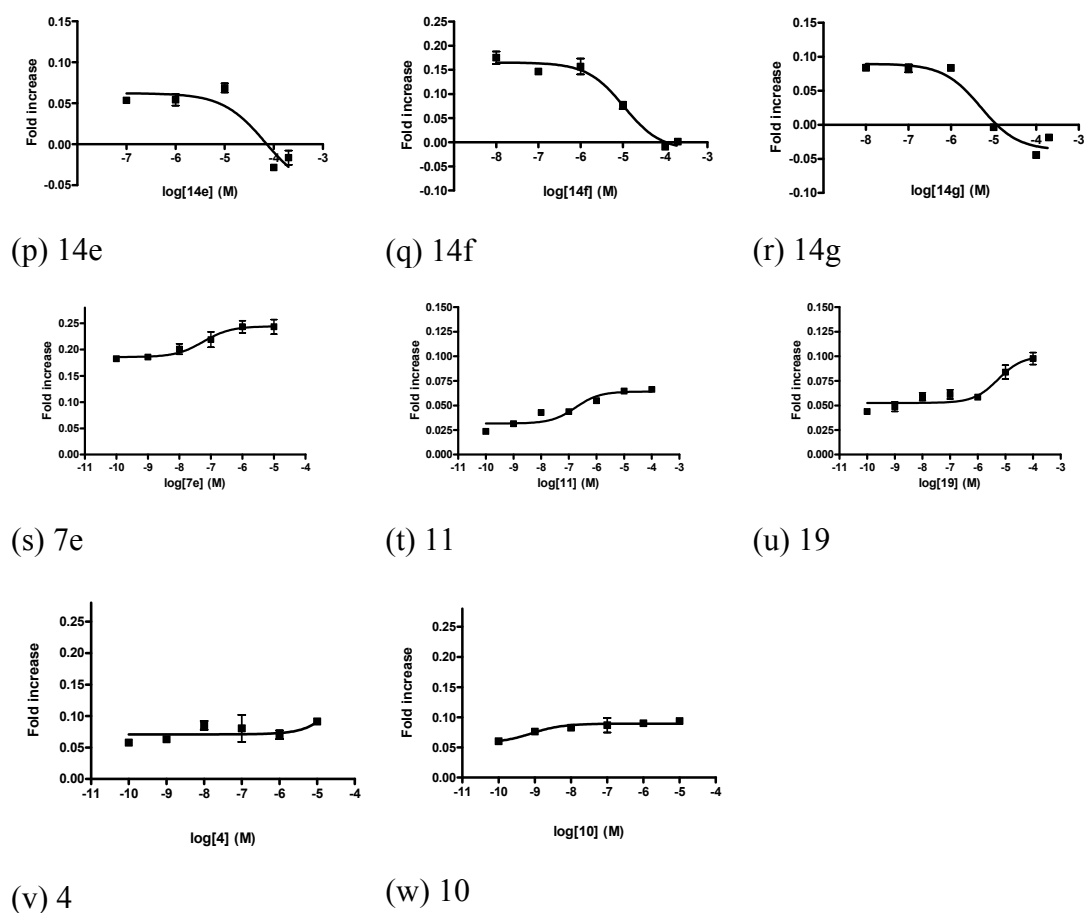 0.15
0.10
0.05
0.00
-0.05
Fold increase
-7
-6
-5
-4
-3
log[14e] (M)
(p) 14e
0.25
0.20
0.15
0.10
0.05
0.00
-0.05
-0.10
Fold increase
-8
-7
-6
-5
-4
-3
log[14f] (M)
(q) 14f
0.15
0.10
0.05
0.00
-0.05
-0.10
Fold increase
-8
-7
-6
-5
-4
-3
log[14g] (M)
(r) 14g
0.25
0.20
0.15
0.10
0.05
0.00
Fold increase
-11 -10 -9 -8 -7 -6 -5 -4
log[7e] (M)
(s) 7e
0.150
0.125
0.100
0.075
0.050
0.025
0.000
Fold increase
-11 -10 -9 -8 -7 -6 -5 -4 -3
log[11] (M)
(t) 11
0.150
0.125
0.100
0.075
0.050
0.025
0.000
Fold increase
-11 -10 -9 -8 -7 -6 -5 -4 -3
log[19] (M)
(u) 19
0.25
0.20
0.15
0.10
0.05
0.00
Fold increase
-11 -10 -9 -8 -7 -6 -5 -4
log[4] (M)
(v) 4
0.25
0.20
0.15
0.10
0.05
0.00
Fold increase
-11 -10 -9 -8 -7 -6 -5 -4
log[10] (M)
(w) 10